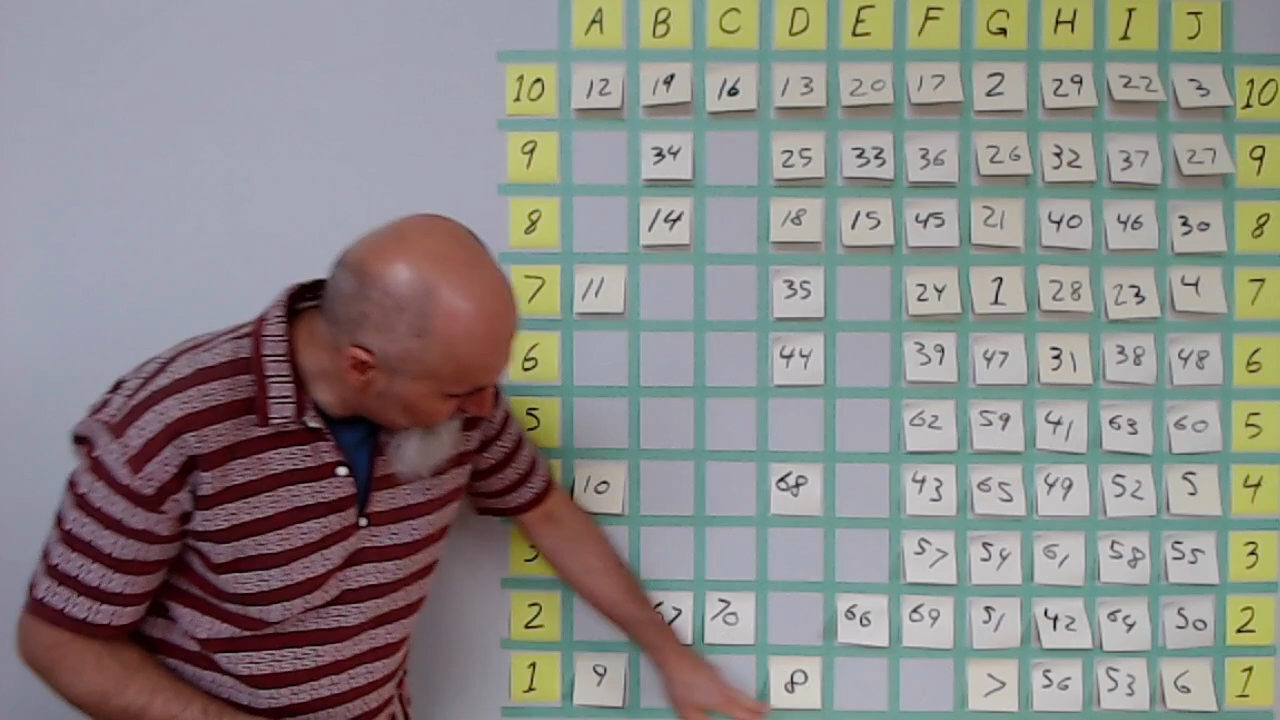 A B C D E F G H I J
10 12 19 16 13 20 17 2 29 22 3 10
9 34 25 33 36 26 32 37 27 9
8 14 18 15 45 21 40 46 30 8
7 11 35 24 1 28 23 4 7
6 44 39 47 31 38 48 6
5 62 59 41 63 60 5
10 68 43 65 49 52 5 4
3 57 54 61 58 55 3
2 67 70 66 69 51 42 64 50 2
1 9 8 7 56 53 6 1